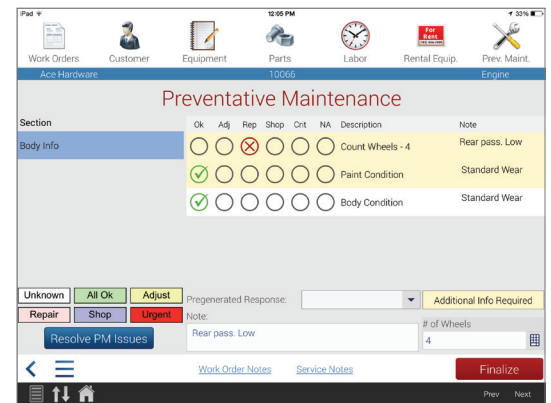 iPad 12:05 PM 33%
For
Rent
Work Orders Customer Equipment Parts Labor Rental Equip. Prev. Maint.
Ace Hardware 10066 Engine
Preventative Maintenance
Section Ok Adj Rep Shop Crit NA Description Note
Body Info Count Wheels - 4 Rear pass. Low
Paint Condition Standard Wear
Body Condition Standard Wear
Unknown All Ok Adjust Pregenerated Response: Additional Info Required
Repair Shop Urgent Note: # of Wheels
Resolve PM Issues Rear pass. Low 4
Work Order Notes Service Notes Finalize
Prev Next